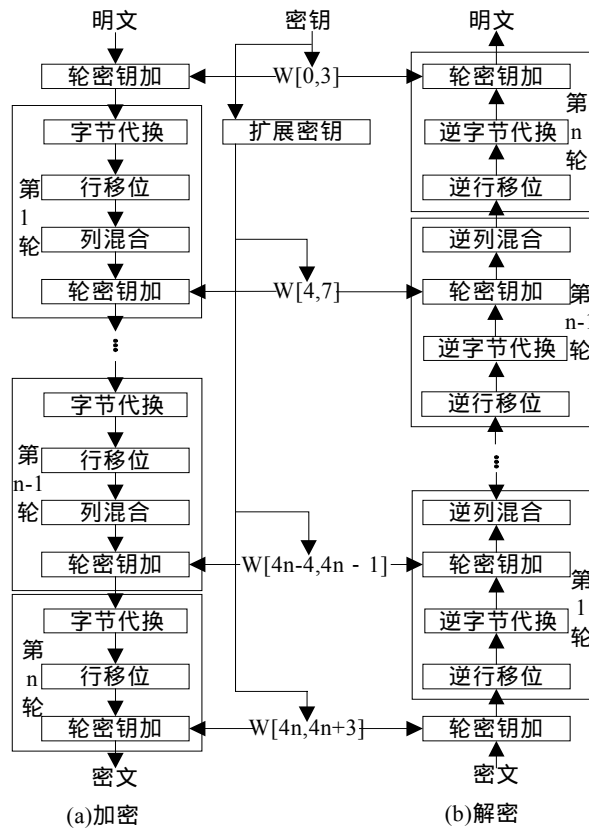 明文
密钥
明文
轮密钥加
W[0,3]
轮密钥加
字节代换
扩展密钥
逆字节代换
第
n
轮
第
1
轮
行移位
逆行移位
列混合
逆列混合
轮密钥加
W[4,7]
轮密钥加
第
n-1
轮
逆字节代换
字节代换
逆行移位
第
n-1
轮
行移位
列混合
逆列混合
轮密钥加
W[4n-4,4n - 1]
轮密钥加
第
1
轮
字节代换
逆字节代换
第
n
轮
行移位
逆行移位
轮密钥加
W[4n,4n+3]
轮密钥加
密文
密文
(a)加密
(b)解密